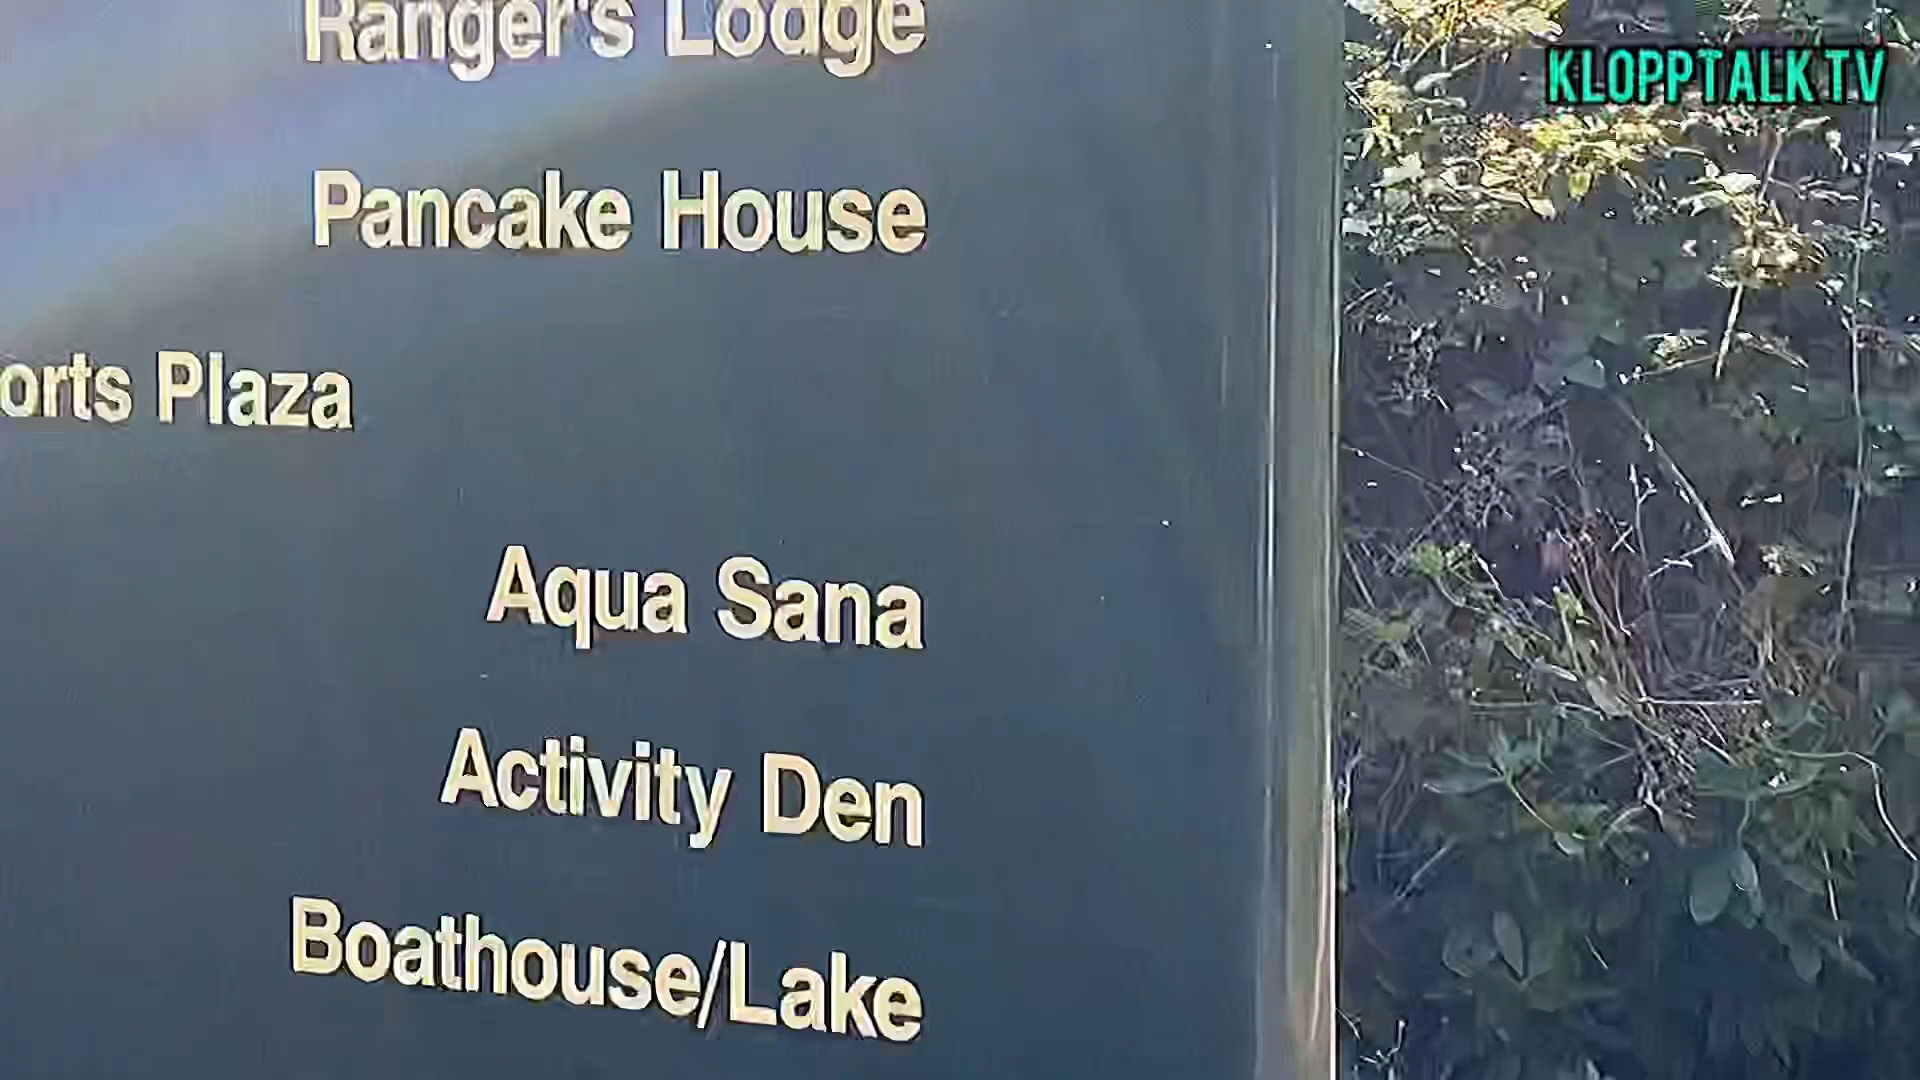 Ranger's Lodge
KLOPPTALK TV
Pancake House
orts Plaza
Aqua Sana
Activity Den
Boathouse/Lake